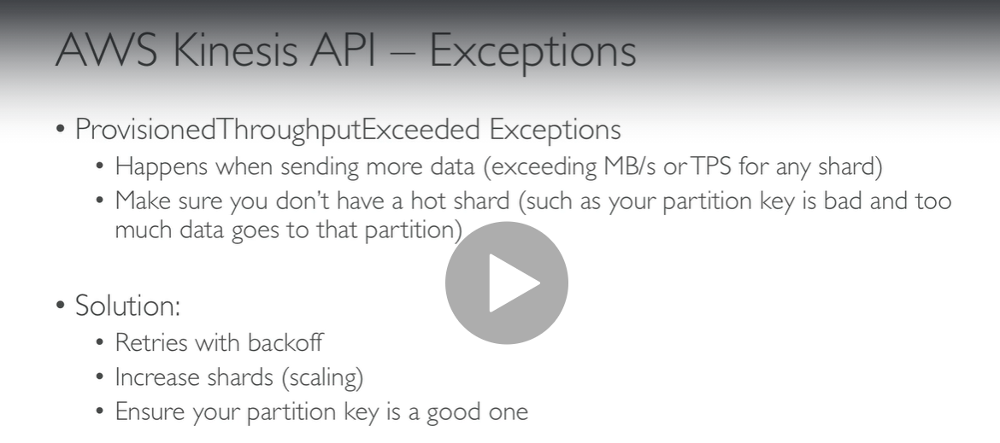 AWS Kinesis API – Exceptions
• ProvisionedThroughputExceeded Exceptions
• Happens when sending more data (exceeding MB/s or TPS for any shard)
• Make sure you don't have a hot shard (such as your partition key is bad and too
much data goes to that partition)
• Solution:
• Retries with backoff
• Increase shards (scaling)
• Ensure your partition key is a good one